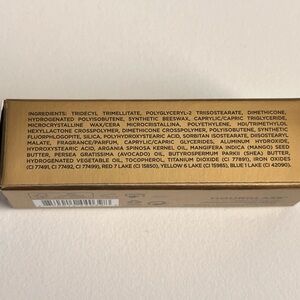 INGREDIENTS: TRIDECYL TRIMELLITATE, POLYGLYCERYL-2 TRIISOSTEARATE, DIMETHICONE,
HYDROGENATED POLYISOBUTENE, SYNTHETIC BEESWAX, CAPRYLIC/CAPRIC TRIGLYCERIDE,
MICROCRYSTALLINE WAX/CERA MICROCRISTALLINA, POLYETHYLENE, HDI/TRIMETHYLOL
HEXYLLACTONE CROSSPOLYMER, DIMETHICONE CROSSPOLYMER, POLYISOBUTENE, SYNTHETIC
FLUORPHLOGOPITE, SILICA, POLYHYDROXYSTEARIC ACID, SORBITAN ISOSTEARATE, DIISOSTEARYL
MALATE, FRAGRANCE/PARFUM, CAPRYLIC/CAPRIC GLYCERIDES, ALUMINUM HYDROXIDE,
HYDROXYSTEARIC ACID, ARGANIA SPINOSA KERNEL OIL, MANGIFERA INDICA (MANGO) SEED
BUTTER, PERSEA GRATISSIMA (AVOCADO) OIL, BUTYROSPERMUM PARKII (SHEA) BUTTER,
HYDROGENATED VEGETABLE OIL, TOCOPHEROL, TITANIUM DIOXIDE (CI 77891), IRON OXIDES
(CI 77491, CI 77492, CI 77499), RED 7 LAKE (CI 15850), YELLOW 6 LAKE (CI 15985), BLUE 1 LAKE (CI 42090).
HOURGLASS